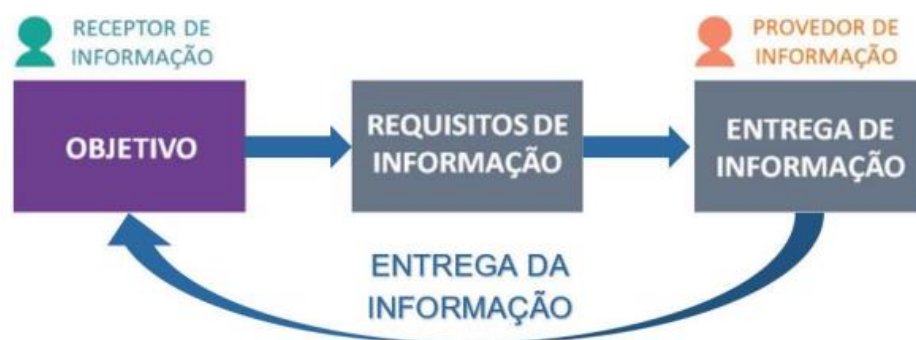 RECEPTOR DE
INFORMAÇÃO
PROVEDOR DE
INFORMAÇÃO
OBJETIVO
REQUISITOS DE
INFORMAÇÃO
ENTREGA DE
INFORMAÇÃO
ENTREGA DA
INFORMAÇÃO